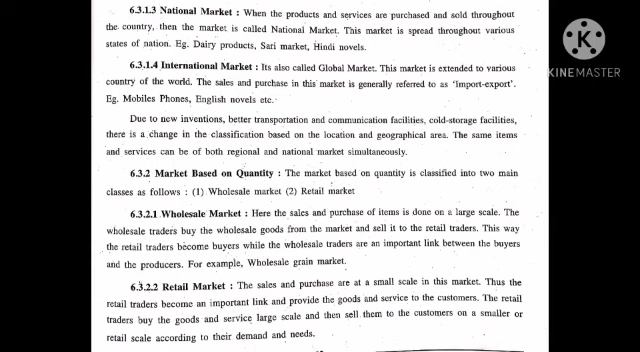 6.3.1.3 National Market : When the products and services are purchased and sold throughout
the country, then the market is called National Market. This market is spread throughout various
states of nation. Eg. Dairy products, Sari market, Hindi novels.
6.3.1.4 International Market : Its also called Global Market. This market is extended to various
country of the world. The sales and purchase in this market is generally referred to as 'Import-export'.
Eg. Mobiles Phones, English novels etc.
Due to new inventions, better transportation and communication facilities, cold-storage facilities,
there is a change in the classification based on the location and geographical area. The same items
and services can be of both regional and national market simultaneously.
6.3.2 Market Based on Quantity : The market based on quantity is classified into two main
classes as follows : (1) Wholesale market (2) Retail market
6.3.2.1 Wholesale Market : Here the sales and purchase of items is done on a large scale. The
wholesale traders buy the wholesale goods from the market and sell it to the retail traders. This way
the retail traders become buyers while the wholesale traders are an important link between the buyers
and the producers. For example, Wholesale grain market.
6.3.2.2 Retail Market : The sales and purchase are at a small scale in this market. Thus the
retail traders become an important link and provide the goods and service to the customers. The retail
traders buy the goods and service large scale and then sell them to the customers on a smaller or
retail scale according to their demand and needs.
KINEMASTER